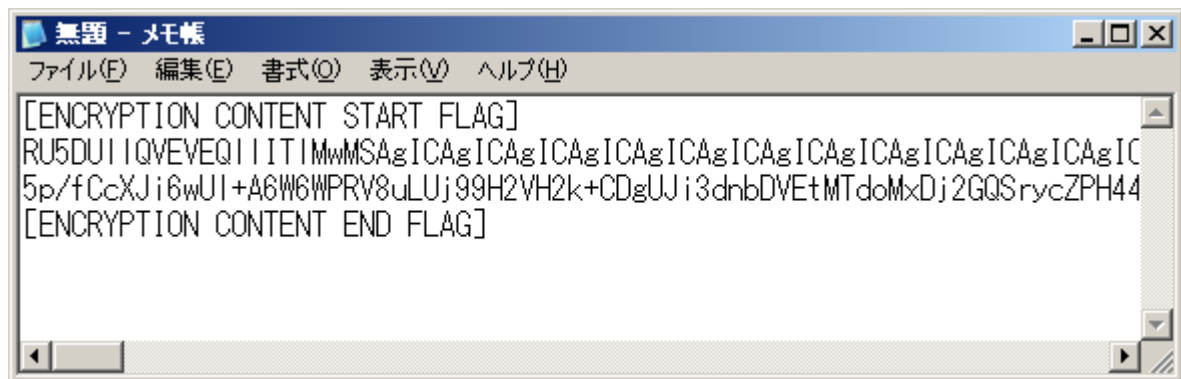 無題 - メモ帳
ファイル(F) 編集(E) 書式(O) 表示(V) ヘルプ(H)
[ENCRYPTION CONTENT START FLAG]
RU5DUllQVEVEQlllITlMwMSAgICAgICAgICAgICAgICAgICAgICAgICAgICAgICAgIC
5p/fCcXJi6wUl+A6W6WPRV8uLUj99H2VH2k+CDgUJi3dnbDVEtMTdoMxDj2GQSrycZPH44
[ENCRYPTION CONTENT END FLAG]